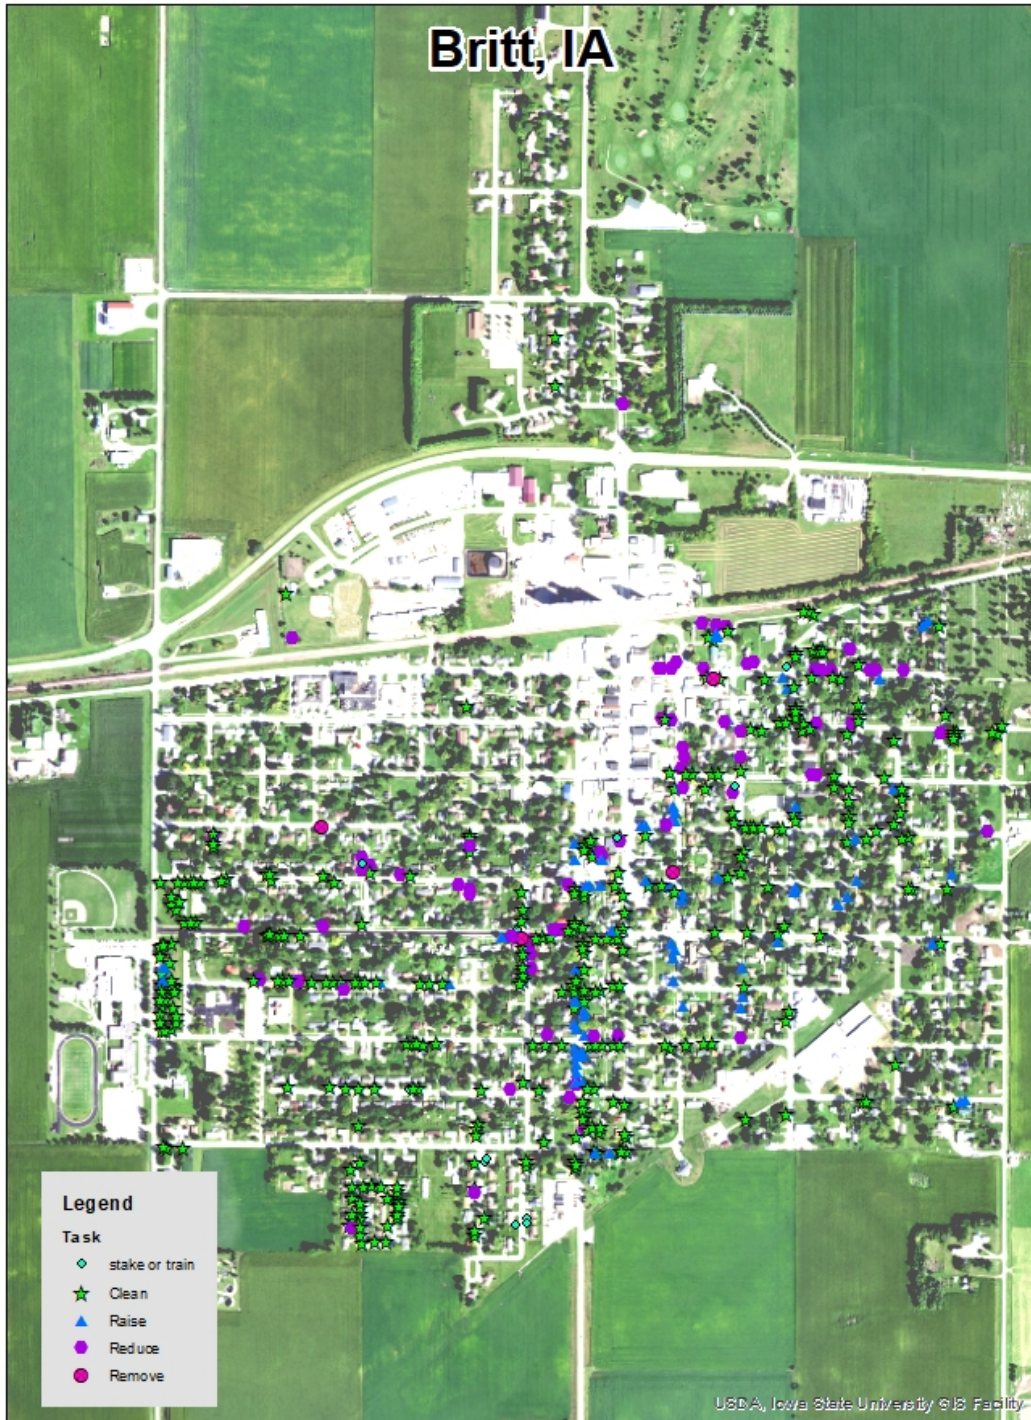 Britt, IA
Legend
Task
stake or train
Clean
Raise
Reduce
Remove
USDA, Iowa State University GIS Facility